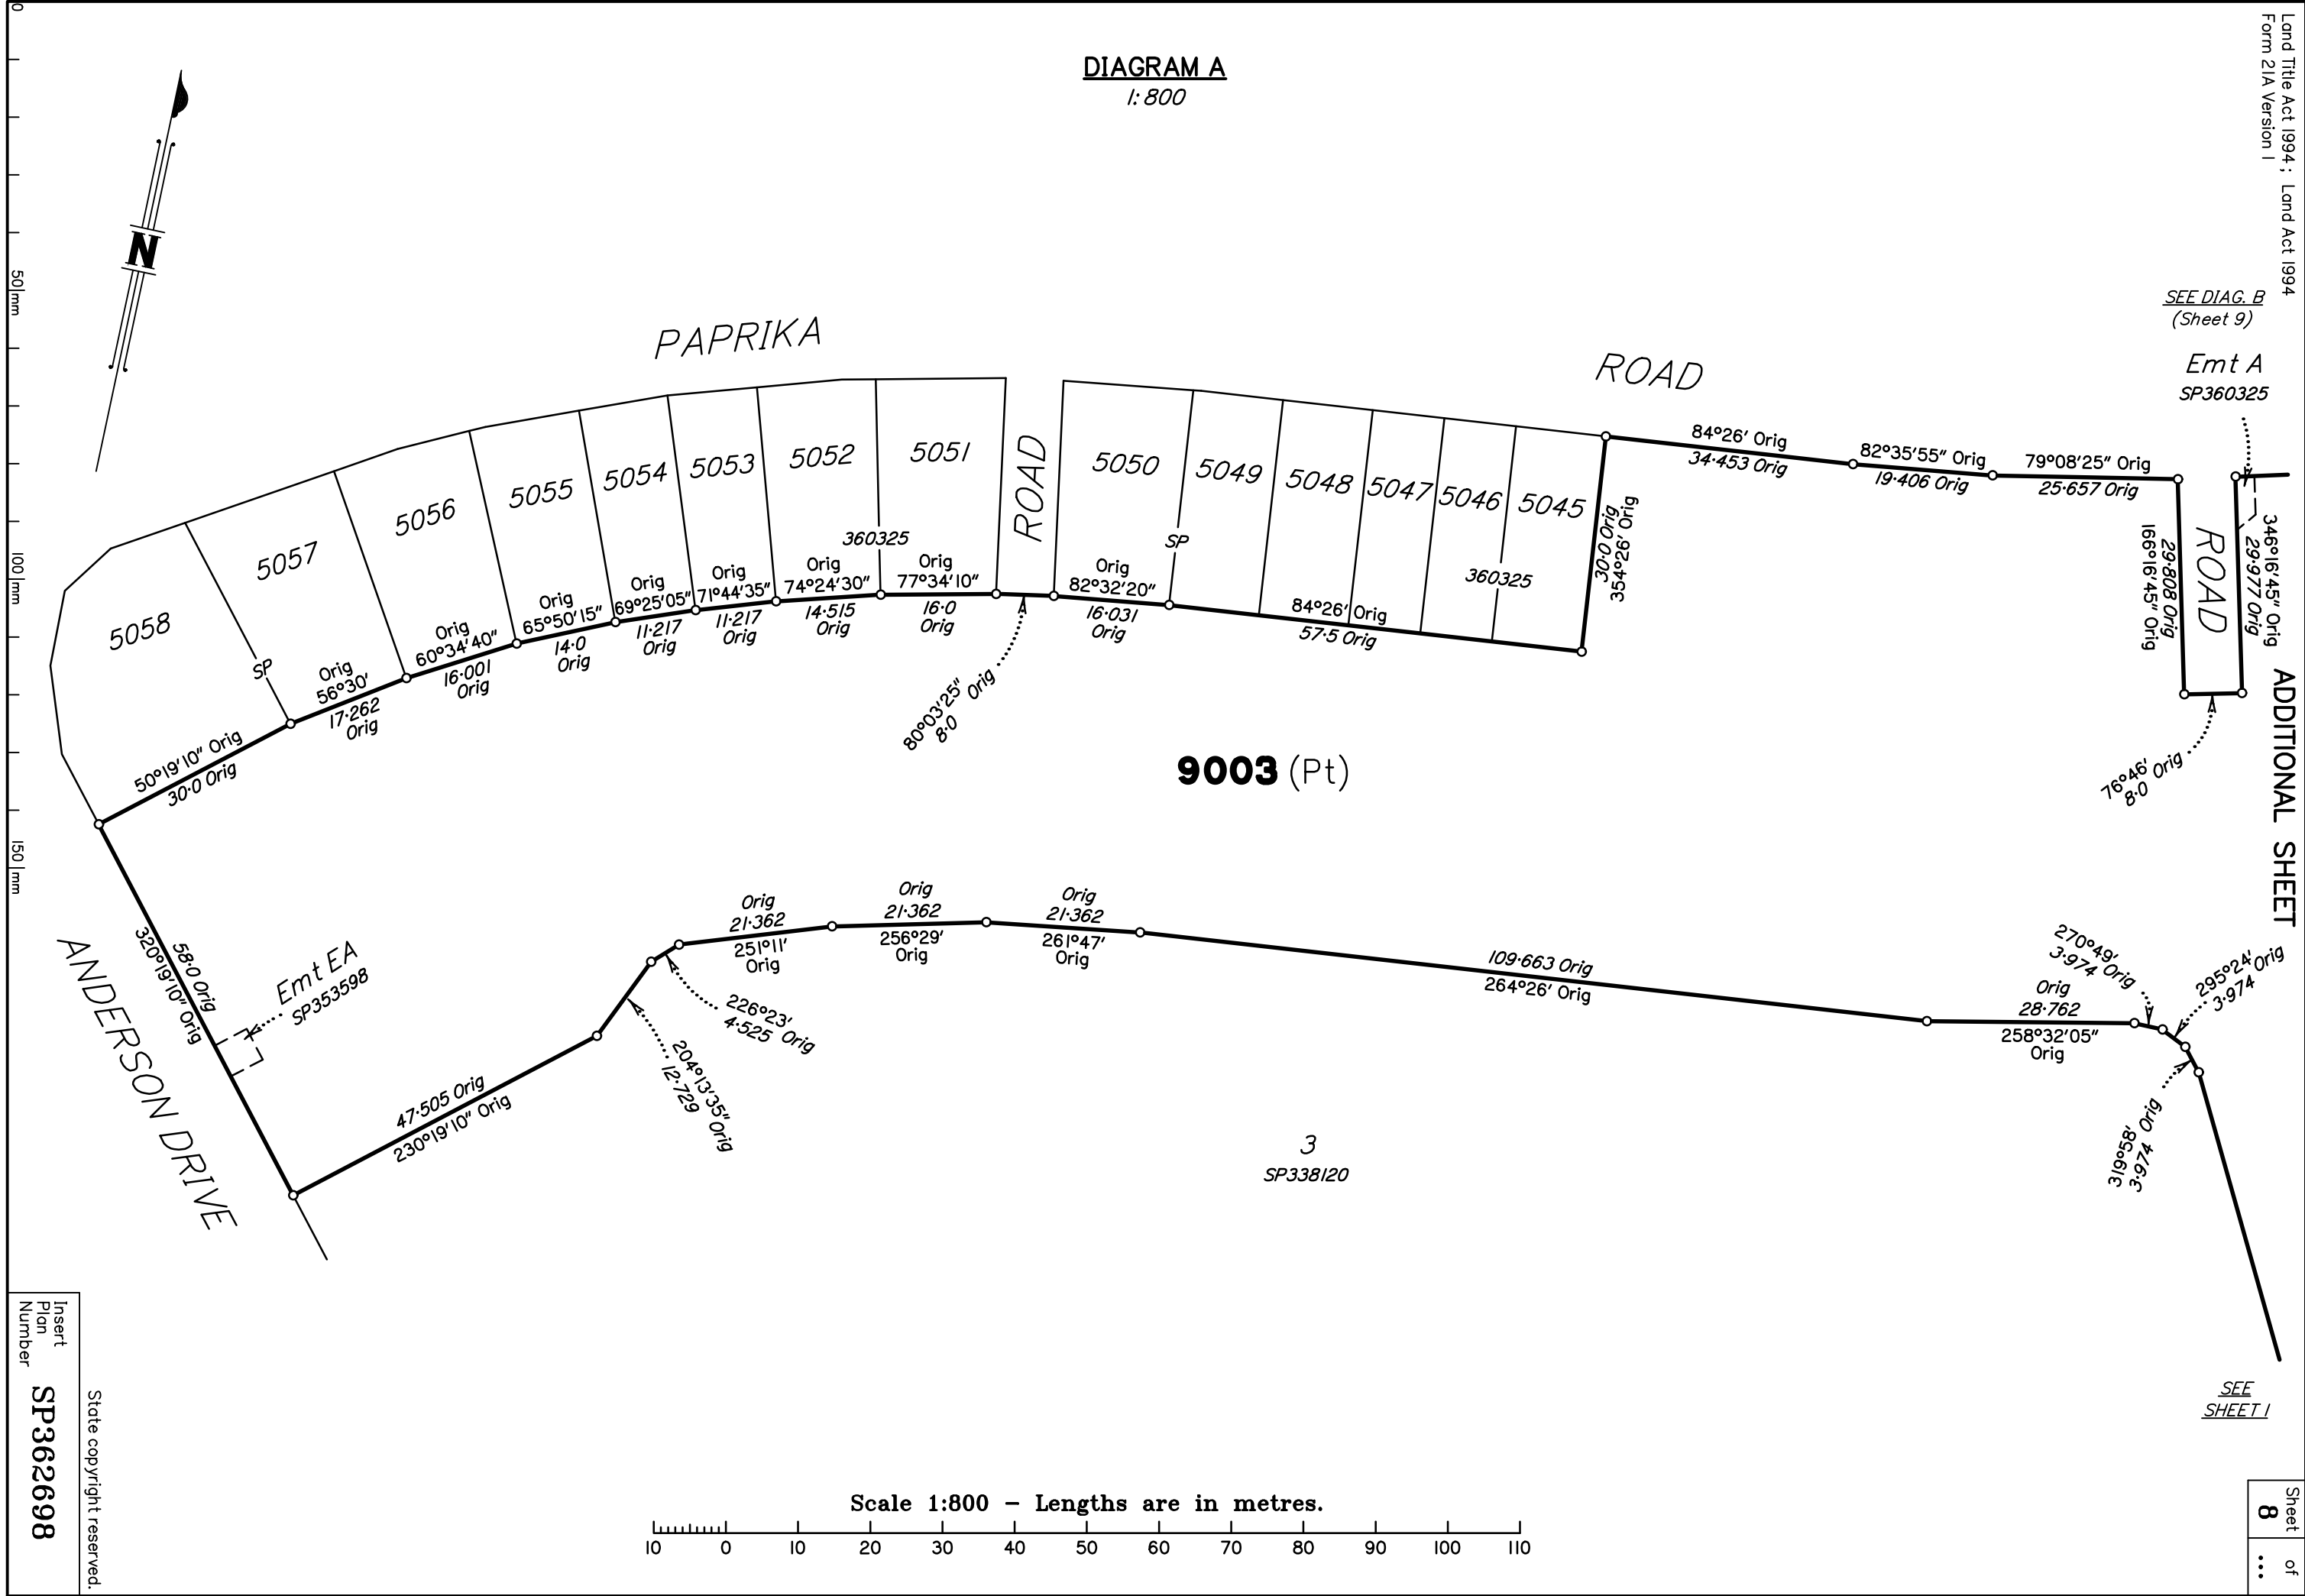 DIAGRAM A
1:800
Land Title Act 1994 ; Land Act 1994
Form 21A Version 1
0
50 mm
100 mm
150 mm
N
SEE DIAG. B
(Sheet 9)
Emt A
SP360325
PAPRIKA
ROAD
5058
5057
5056
5055
5054
5053
5052
5051
ROAD
5050
5049
5048
5047
5046
5045
SP
360325
SP
360325
84°26' Orig
34·453 Orig
82°35'55" Orig
19·406 Orig
79°08'25" Orig
25·657 Orig
30·0 Orig
354°26' Orig
166°16'45" Orig
29·808 Orig
ROAD
346°16'45" Orig
29·977 Orig
76°46'
8·0 Orig
50°19'10" Orig
30·0 Orig
Orig
56°30'
17·262
Orig
Orig
60°34'40"
16·001
Orig
Orig
65°50'15"
14·0
Orig
Orig
69°25'05"
11·217
Orig
Orig
71°44'35"
11·217
Orig
Orig
74°24'30"
14·515
Orig
Orig
77°34'10"
16·0
Orig
80°03'25"
8·0 Orig
Orig
82°32'20"
16·031
Orig
84°26' Orig
57·5 Orig
9003 (Pt)
ADDITIONAL SHEET
58·0 Orig
320°19'10" Orig
ANDERSON DRIVE
Emt EA
SP353598
47·505 Orig
230°19'10" Orig
204°13'35" Orig
12·729
226°23'
4·525 Orig
Orig
21·362
251°11'
Orig
Orig
21·362
256°29'
Orig
Orig
21·362
261°47'
Orig
109·663 Orig
264°26' Orig
Orig
28·762
258°32'05"
Orig
270°49'
3·974 Orig
295°24' Orig
3·974
319°58'
3·974 Orig
3
SP338120
SEE
SHEET 1
Scale 1:800 – Lengths are in metres.
10 0 10 20 30 40 50 60 70 80 90 100 110
State copyright reserved.
Insert
Plan
Number
SP362698
Sheet of
8 ...